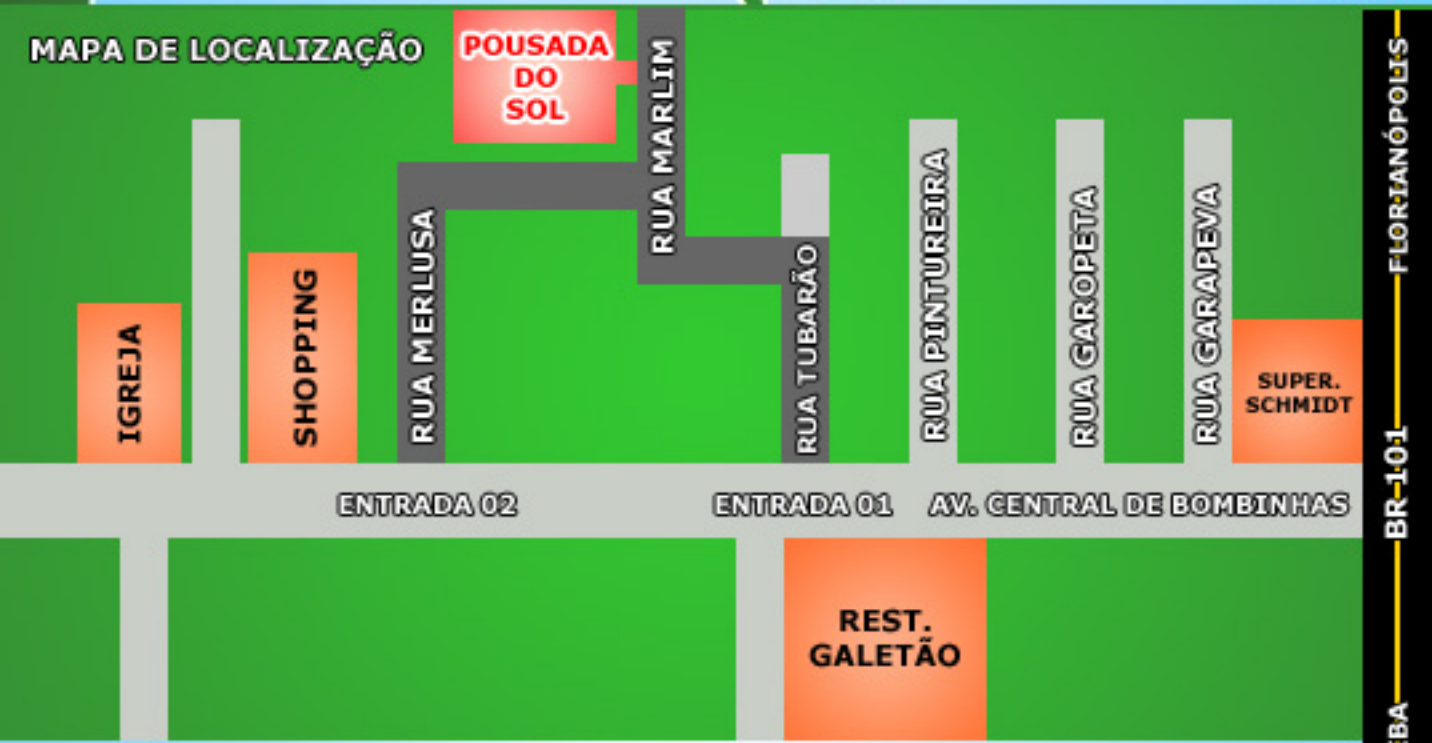 MAPA DE LOCALIZAÇÃO
POUSADA
DO
SOL
RUA MARLIM
RUA MERLUSA
RUA TUBARÃO
RUA PINTUREIRA
RUA GAROPETA
RUA GARAPEVA
IGREJA
SHOPPING
SUPER.
SCHMIDT
ENTRADA 02
ENTRADA 01
AV. CENTRAL DE BOMBINHAS
REST.
GALETÃO
FLORIANÓPOLIS
BR-101